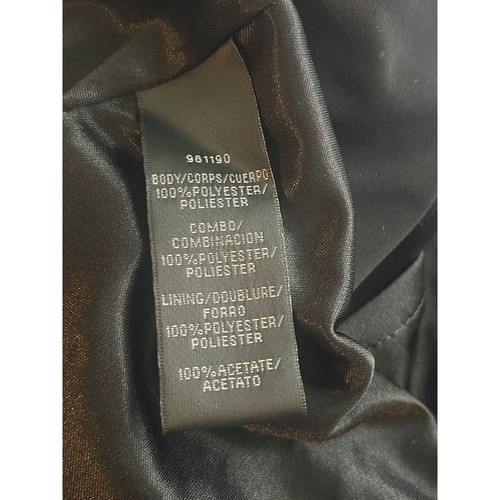 981190
BODY/CORPS/CUERPO
100%POLYESTER/
POLIESTER
COMBO/
COMBINACION
100%POLYESTER/
POLIESTER
LINING/DOUBLURE/
FORRO
100%POLYESTER/
POLIESTER
100%ACETATE/
ACETATO